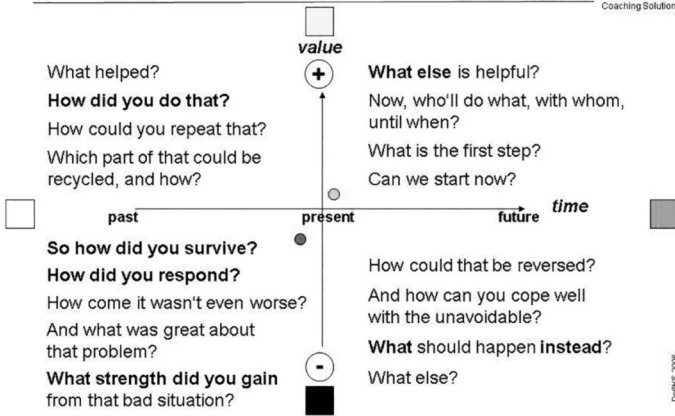 Coaching Solution
value
+
What helped?
How did you do that?
How could you repeat that?
Which part of that could be
recycled, and how?
What else is helpful?
Now, who'll do what, with whom,
until when?
What is the first step?
Can we start now?
past
present
future
time
So how did you survive?
How did you respond?
How come it wasn't even worse?
And what was great about
that problem?
What strength did you gain
from that bad situation?
How could that be reversed?
And how can you cope well
with the unavoidable?
What should happen instead?
What else?
-